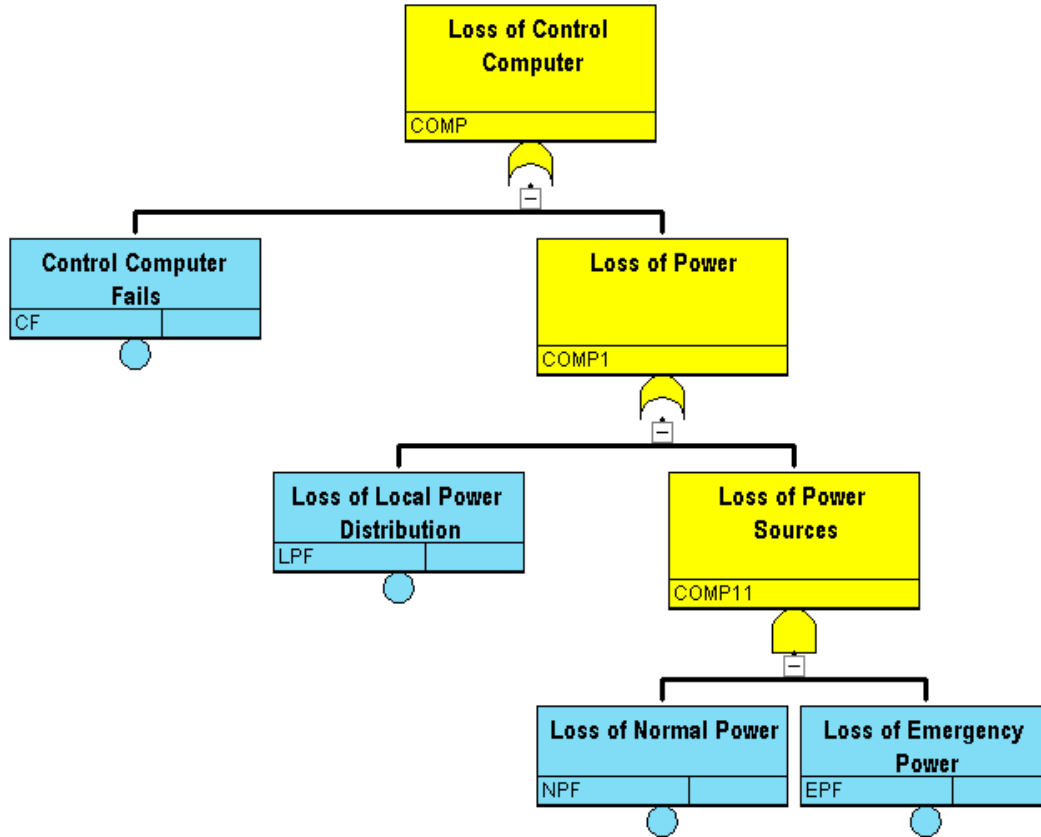 Loss of Control
Computer
COMP
Control Computer
Fails
CF
Loss of Power
COMP1
Loss of Local Power
Distribution
LPF
Loss of Power
Sources
COMP11
Loss of Normal Power
NPF
Loss of Emergency
Power
EPF